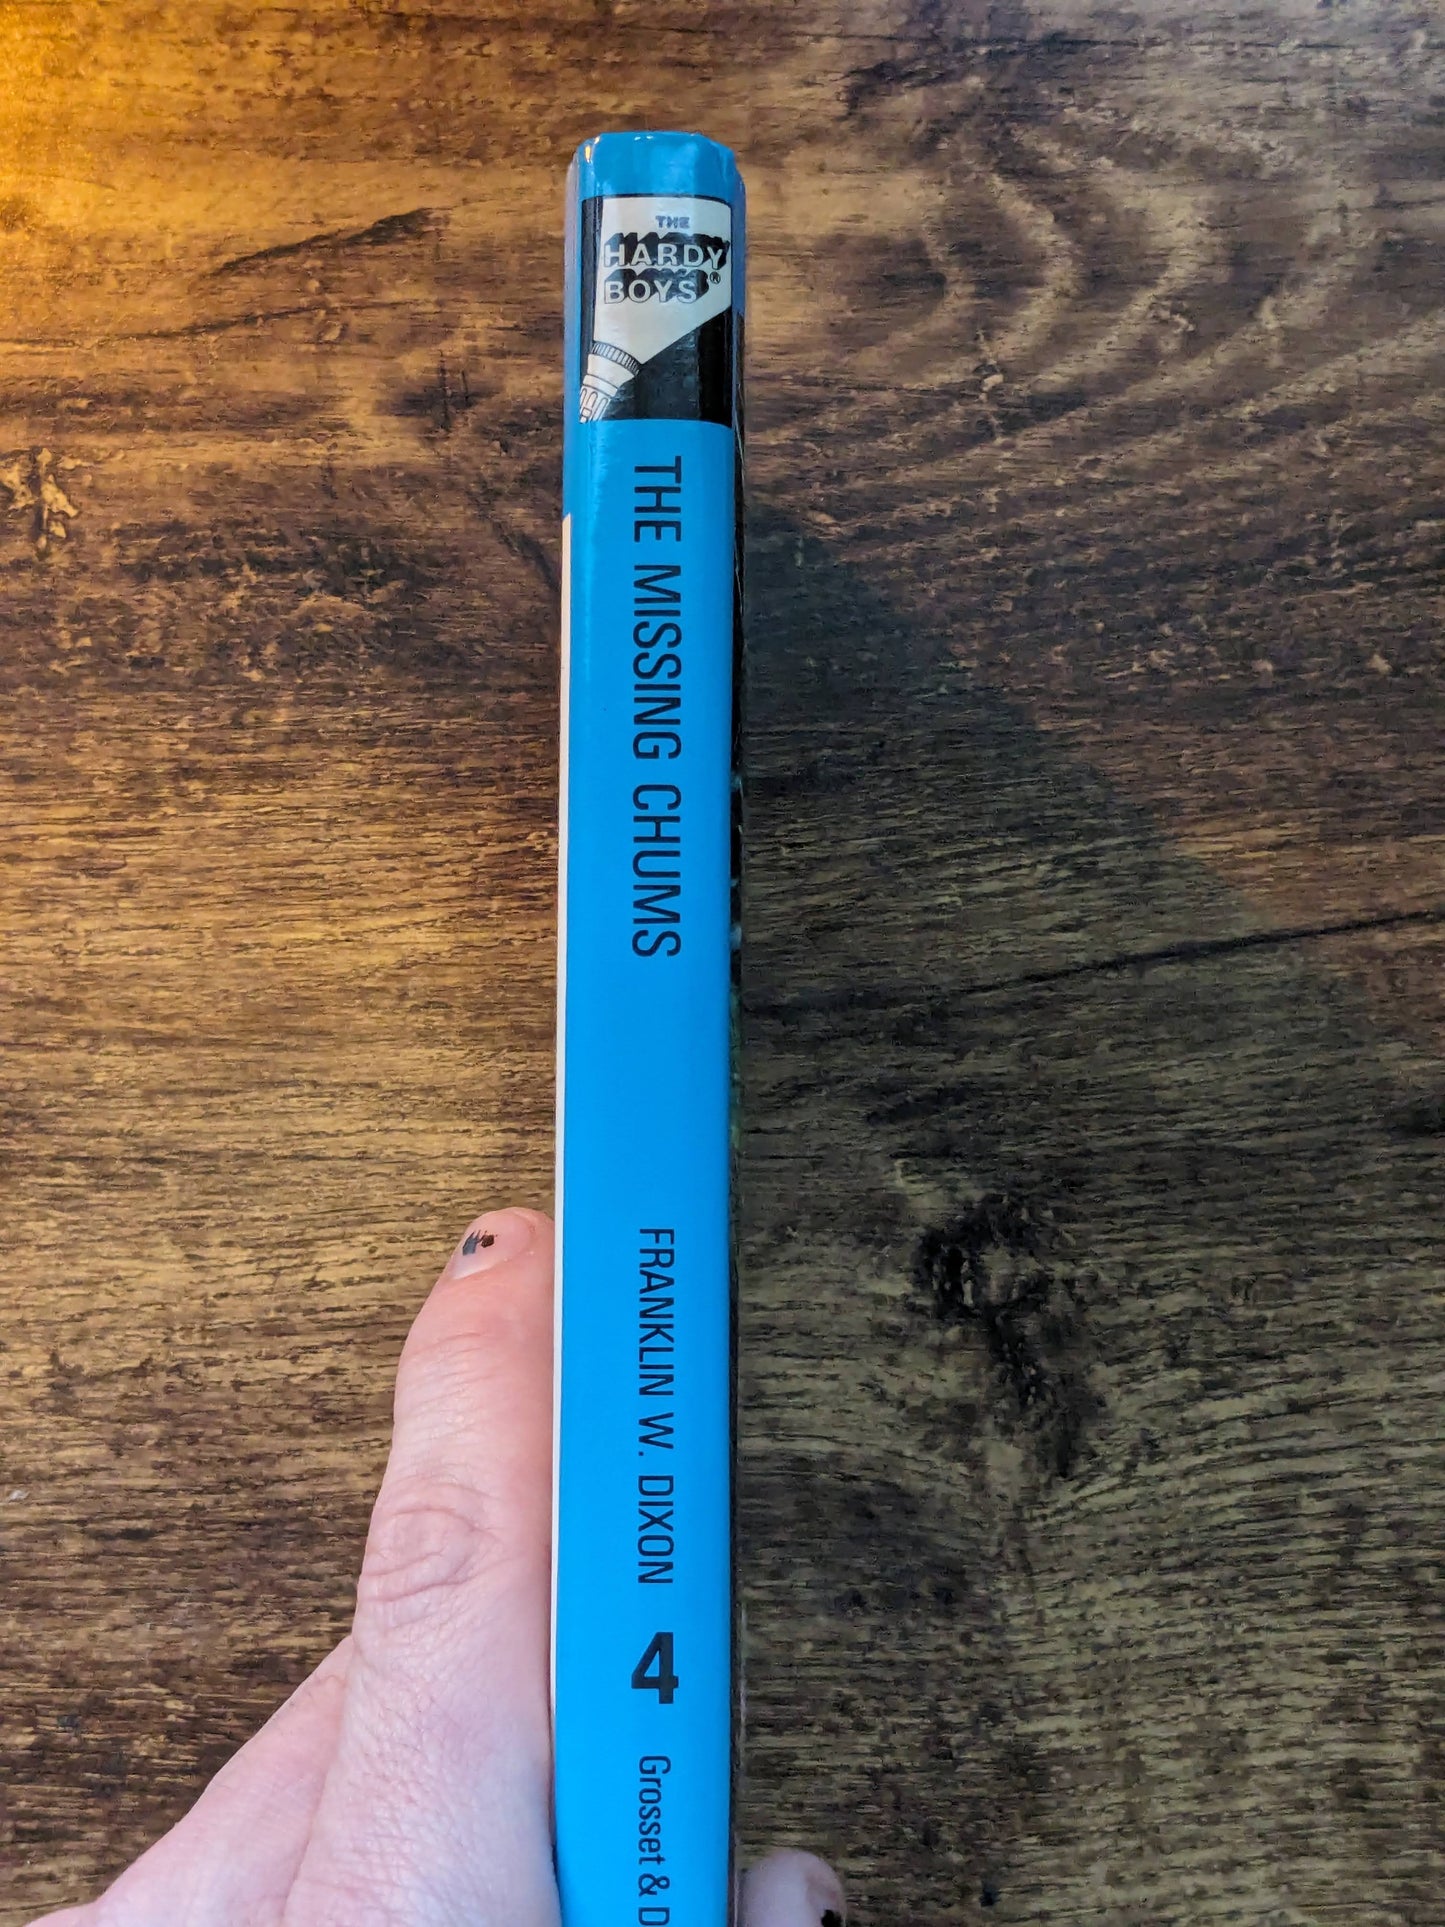 THE
HARDY
BOYS®
THE MISSING CHUMS
FRANKLIN W. DIXON
4
Grosset & D